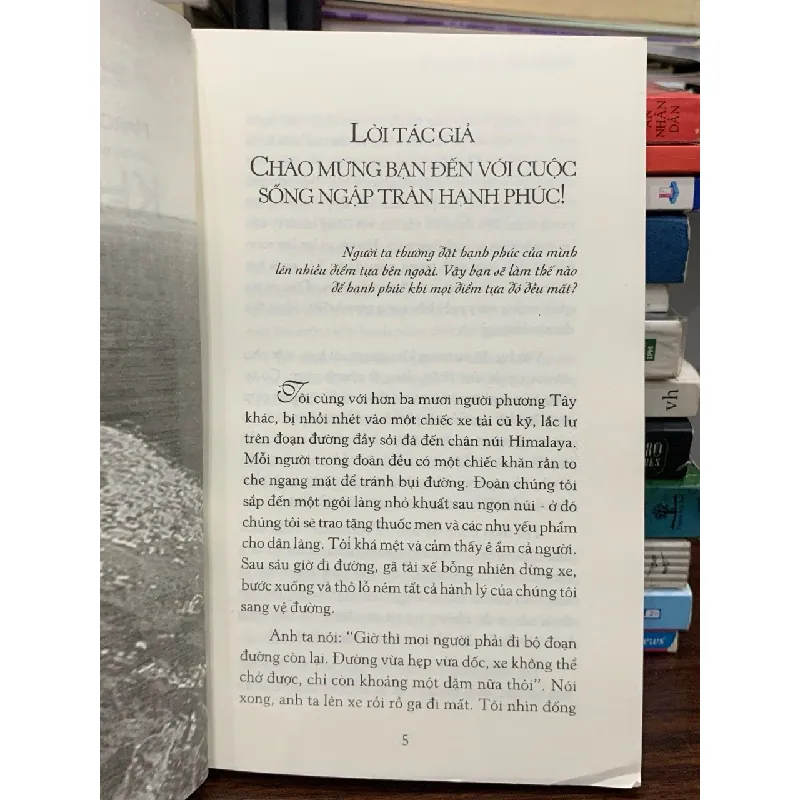 LỜI TÁC GIẢ
CHÀO MỪNG BẠN ĐẾN VỚI CUỘC
SỐNG NGẬP TRÀN HẠNH PHÚC!
Người ta thường đặt hạnh phúc của mình
lên nhiều điểm tựa bên ngoài. Vậy bạn sẽ làm thế nào
để hạnh phúc khi mọi điểm tựa đó đều mất?
Tôi cùng với hơn ba mươi người phương Tây
khác, bị nhồi nhét vào một chiếc xe tải cũ kỹ, lắc lư
trên đoạn đường đầy sỏi đá đến chân núi Himalaya.
Mỗi người trong đoàn đều có một chiếc khăn rằn to
che ngang mặt để tránh bụi đường. Đoàn chúng tôi
sắp đến một ngôi làng nhỏ khuất sau ngọn núi - ở đó
chúng tôi sẽ trao tặng thuốc men và các nhu yếu phẩm
cho dân làng. Tôi khá mệt và cảm thấy ê ẩm cả người.
Sau sáu giờ đi đường, gã tài xế bỗng nhiên dừng xe,
bước xuống và thô lỗ ném tất cả hành lý của chúng tôi
sang vệ đường.
Anh ta nói: “Giờ thì mọi người phải đi bộ đoạn
đường còn lại. Đường vừa hẹp vừa dốc, xe không thể
chở được, chỉ còn khoảng một dặm nữa thôi”. Nói
xong, anh ta lên xe rồi rồ ga đi mất. Tôi nhìn đống
5
KH
NHÂN
DÂN
IPH
vh